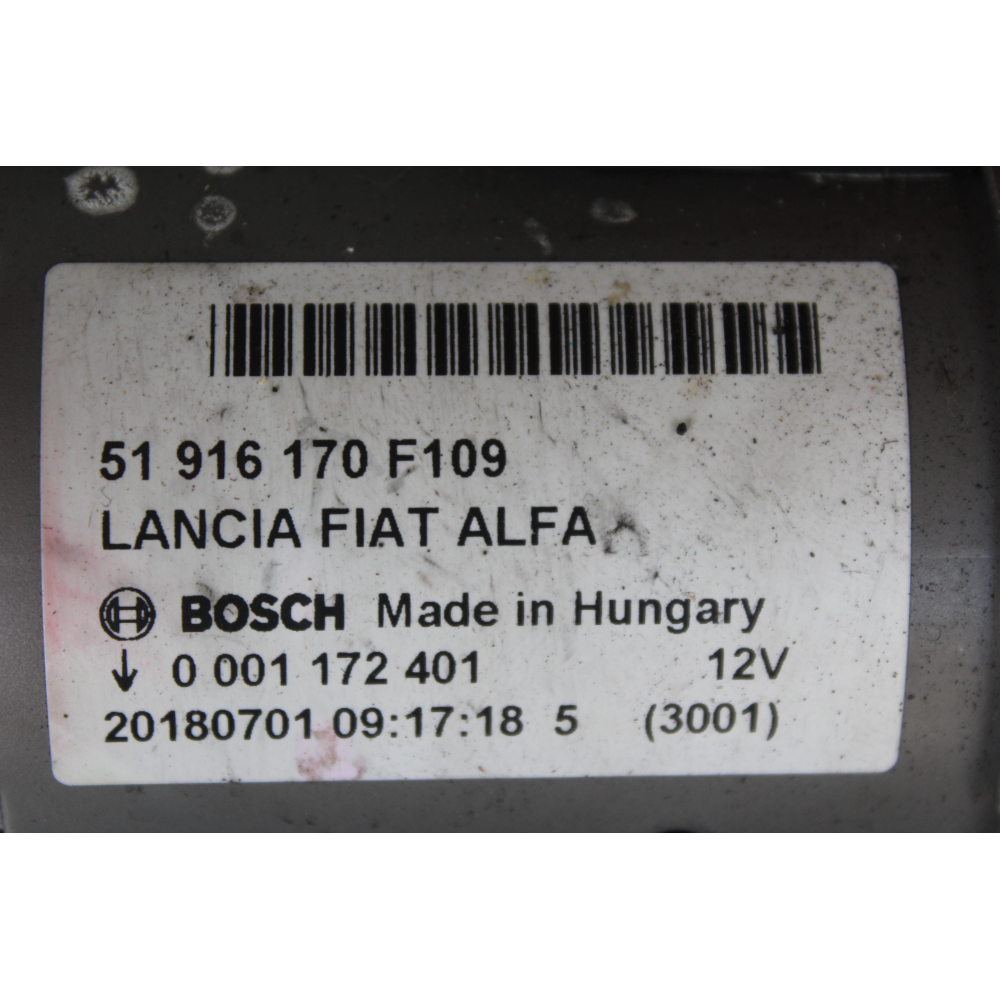 51 916 170 F109
LANCIA FIAT ALFA
BOSCH Made in Hungary
0 001 172 401 12V
20180701 09:17:18 5 (3001)